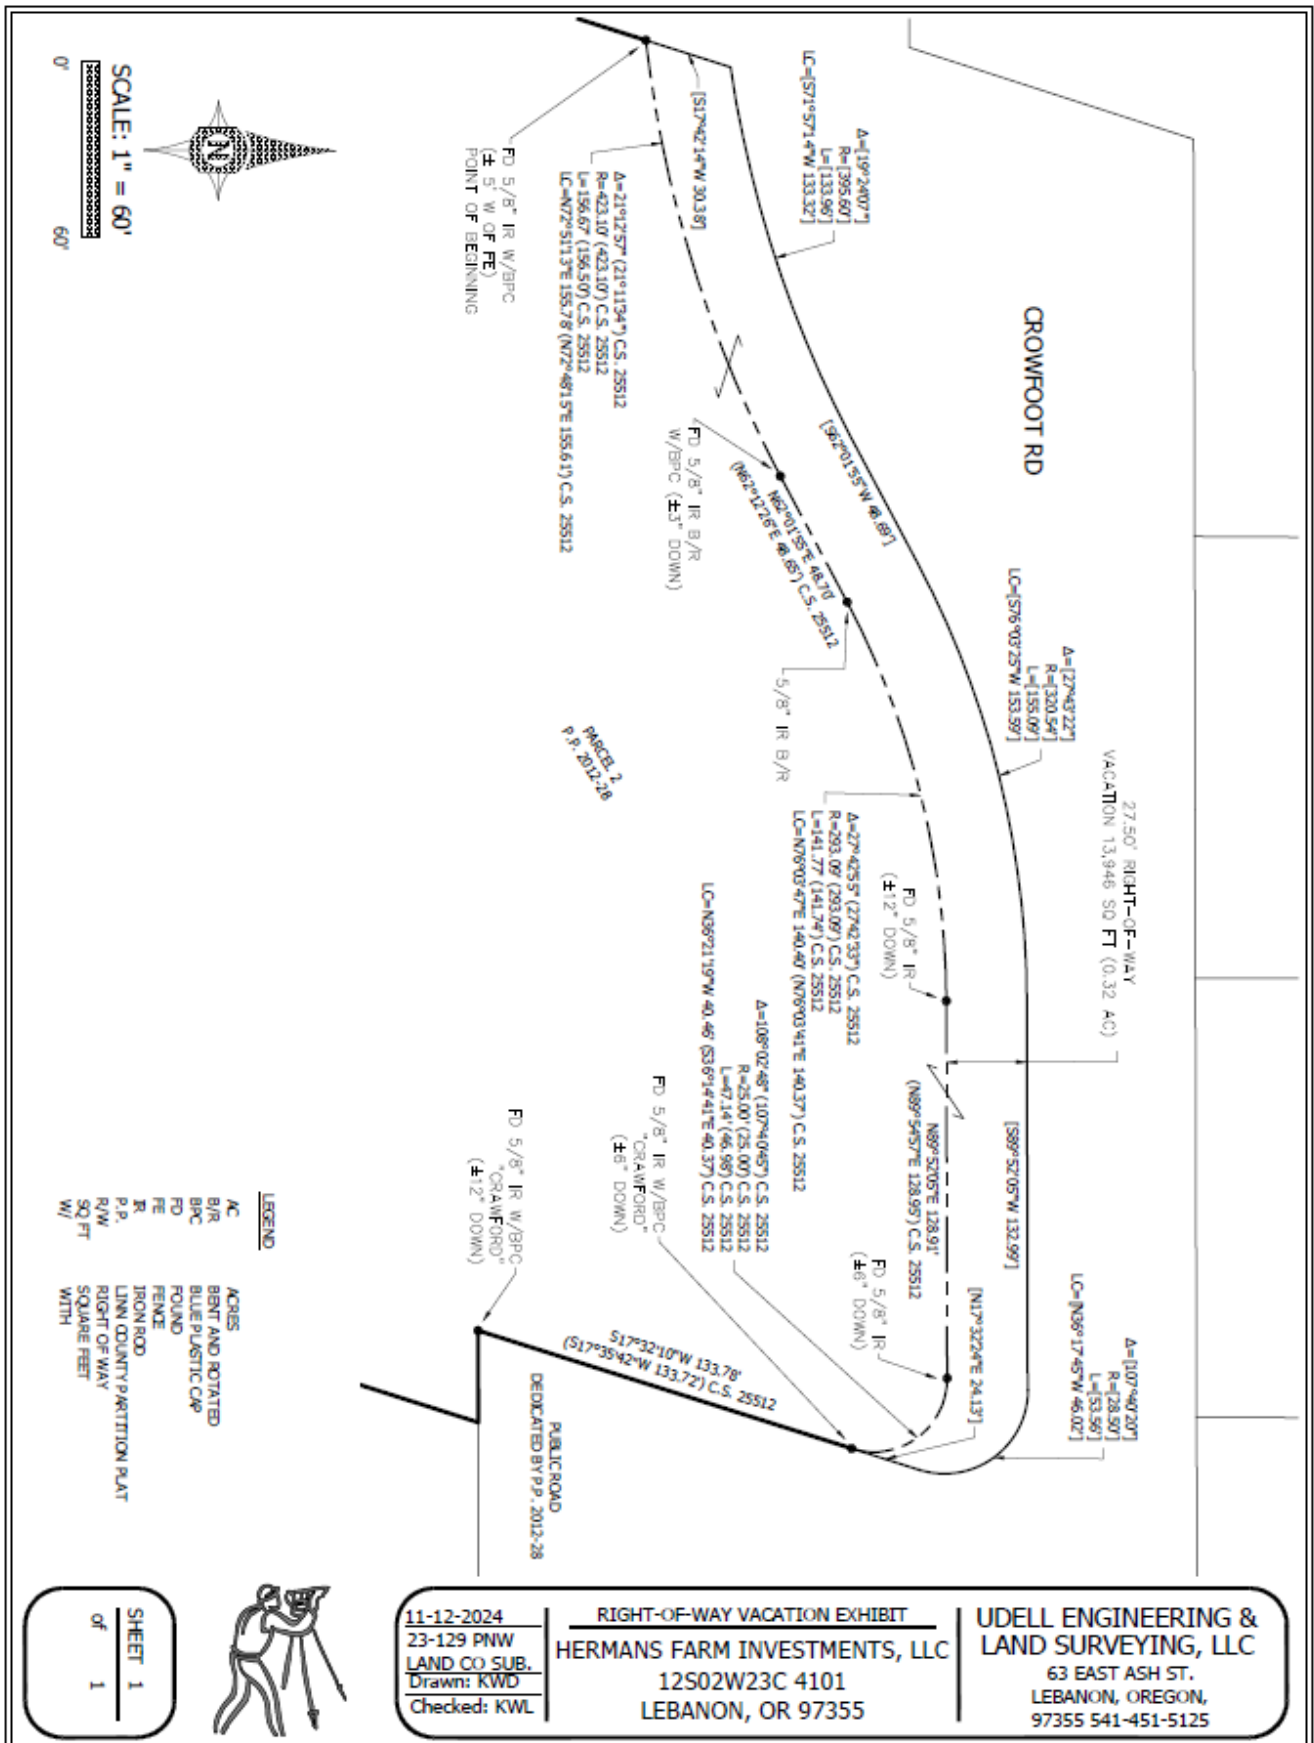 CROWFOOT RD
Δ=[19°24'07"]
R=[395.60']
L=[133.96']
LC=[S71°57'14"W 133.32']
[S17°42'14"W 30.38']
[S62°01'55"W 48.69']
Δ=[27°43'22"]
R=[320.54']
L=[155.09']
LC=[S76°03'25"W 153.59']
27.50' RIGHT-OF-WAY
VACATION 13,946 SQ FT (0.32 AC)
[S89°52'05"W 132.99']
Δ=[107°40'20"]
R=[28.50']
L=[53.56']
LC=[N36°17'45"W 46.02']
[N17°32'24"E 24.13']
FD 5/8" IR W/BPC
(± 5' W OF FE)
POINT OF BEGINNING
Δ=21°12'57" (21°11'34") C.S. 25512
R=423.10' (423.10') C.S. 25512
L=156.67' (156.50') C.S. 25512
LC=N72°51'13"E 155.78' (N72°48'15"E 155.61') C.S. 25512
FD 5/8" IR B/R
W/BPC (±3" DOWN)
N62°01'55"E 48.70'
(N62°12'26"E 48.65') C.S. 25512
5/8" IR B/R
PARCEL 2
P.P. 2012-28
Δ=27°42'55" (27°42'33") C.S. 25512
R=293.09' (293.09') C.S. 25512
L=141.77' (141.74') C.S. 25512
LC=N76°03'47"E 140.40' (N76°03'41"E 140.37') C.S. 25512
FD 5/8" IR
(±12" DOWN)
N89°52'05"E 128.91'
(N89°54'57"E 128.95') C.S. 25512
FD 5/8" IR
(±6" DOWN)
Δ=108°02'48" (107°40'45") C.S. 25512
R=25.00' (25.00') C.S. 25512
L=47.14' (46.98') C.S. 25512
LC=N36°21'19"W 40.46' (S36°14'41"E 40.37') C.S. 25512
FD 5/8" IR W/BPC
"CRAWFORD"
(±6" DOWN)
FD 5/8" IR W/BPC
"CRAWFORD"
(±12" DOWN)
S17°32'10"W 133.78'
(S17°35'42"W 133.72') C.S. 25512
PUBLIC ROAD
DEDICATED BY P.P. 2012-28
N
SCALE: 1" = 60'
0' 60'
LEGEND
AC ACRES
B/R BENT AND ROTATED
BPC BLUE PLASTIC CAP
FD FOUND
FE FENCE
IR IRON ROD
P.P. LINN COUNTY PARTITION PLAT
R/W RIGHT OF WAY
SQ FT SQUARE FEET
W/ WITH
SHEET 1
of 1
11-12-2024
23-129 PNW
LAND CO SUB.
Drawn: KWD
Checked: KWL
RIGHT-OF-WAY VACATION EXHIBIT
HERMANS FARM INVESTMENTS, LLC
12S02W23C 4101
LEBANON, OR 97355
UDELL ENGINEERING &
LAND SURVEYING, LLC
63 EAST ASH ST.
LEBANON, OREGON,
97355 541-451-5125